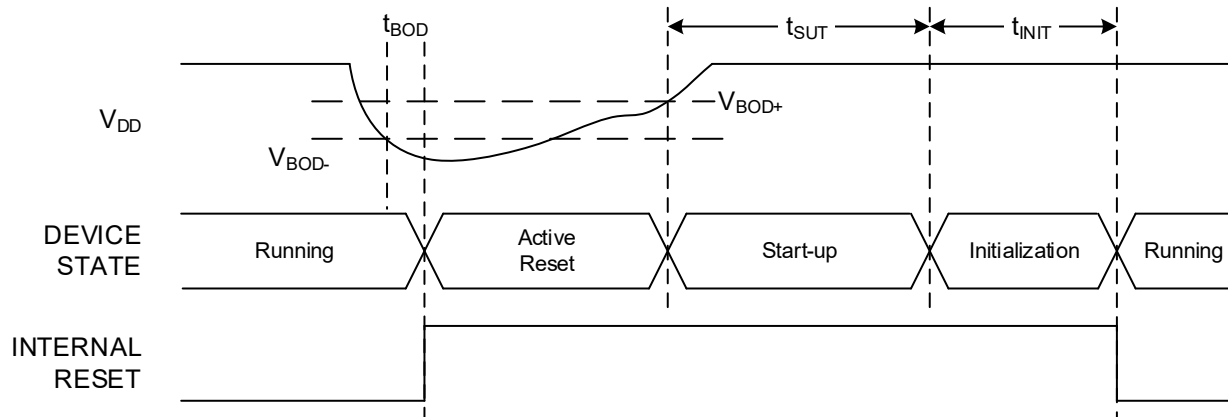 tBOD
tSUT
tINIT
VDD
VBOD+
VBOD-
DEVICE
STATE
Running
Active
Reset
Start-up
Initialization
Running
INTERNAL
RESET